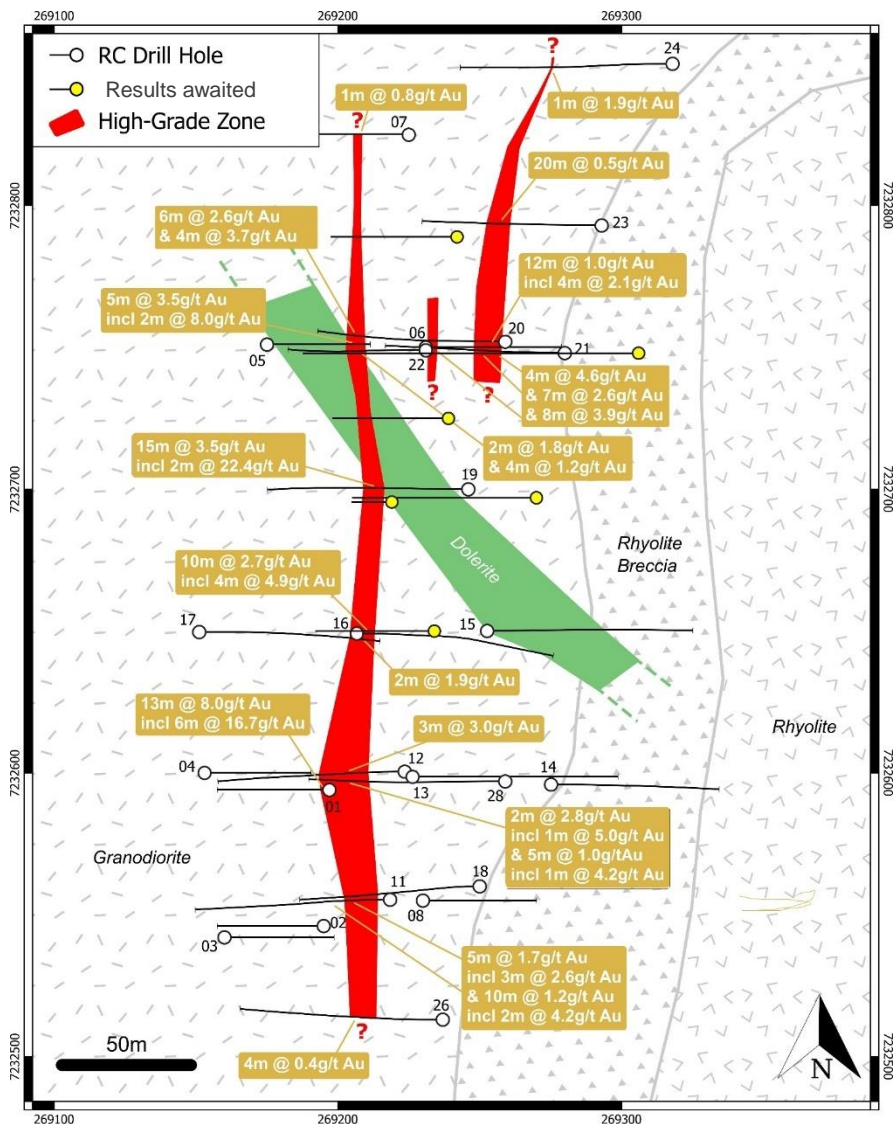 269200
269300
RC Drill Hole
Results awaited
High-Grade Zone
24
?
1m @ 0.8g/t Au
1m @ 1.9g/t Au
?
07
20m @ 0.5g/t Au
7232800
7232800
6m @ 2.6g/t Au
& 4m @ 3.7g/t Au
23
12m @ 1.0g/t Au
incl 4m @ 2.1g/t Au
5m @ 3.5g/t Au
incl 2m @ 8.0g/t Au
06
20
05
22
21
?
?
4m @ 4.6g/t Au
& 7m @ 2.6g/t Au
& 8m @ 3.9g/t Au
15m @ 3.5g/t Au
incl 2m @ 22.4g/t Au
2m @ 1.8g/t Au
& 4m @ 1.2g/t Au
19
7232700
7232700
Dolerite
Rhyolite
Breccia
10m @ 2.7g/t Au
incl 4m @ 4.9g/t Au
17
16
15
2m @ 1.9g/t Au
13m @ 8.0g/t Au
incl 6m @ 16.7g/t Au
3m @ 3.0g/t Au
Rhyolite
04
12
14
7232600
7232600
01
13
28
2m @ 2.8g/t Au
incl 1m @ 5.0g/t Au
& 5m @ 1.0g/tAu
incl 1m @ 4.2g/t Au
Granodiorite
18
11
08
02
03
5m @ 1.7g/t Au
incl 3m @ 2.6g/t Au
& 10m @ 1.2g/t Au
incl 2m @ 4.2g/t Au
26
?
50m
4m @ 0.4g/t Au
N
7232500
7232500
269100
269200
269300